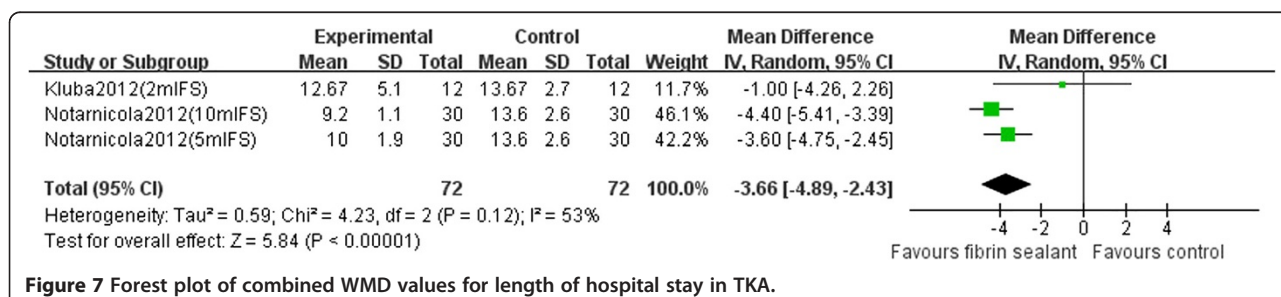 Experimental Control Mean Difference Mean Difference
Study or Subgroup Mean SD Total Mean SD Total Weight IV, Random, 95% CI IV, Random, 95% CI
Kluba2012(2mlFS) 12.67 5.1 12 13.67 2.7 12 11.7% -1.00 [-4.26, 2.26]
Notarnicola2012(10mlFS) 9.2 1.1 30 13.6 2.6 30 46.1% -4.40 [-5.41, -3.39]
Notarnicola2012(5mlFS) 10 1.9 30 13.6 2.6 30 42.2% -3.60 [-4.75, -2.45]
Total (95% CI) 72 72 100.0% -3.66 [-4.89, -2.43]
Heterogeneity: Tau² = 0.59; Chi² = 4.23, df = 2 (P = 0.12); I² = 53%
Test for overall effect: Z = 5.84 (P < 0.00001)
-4 -2 0 2 4
Favours fibrin sealant Favours control
Figure 7 Forest plot of combined WMD values for length of hospital stay in TKA.